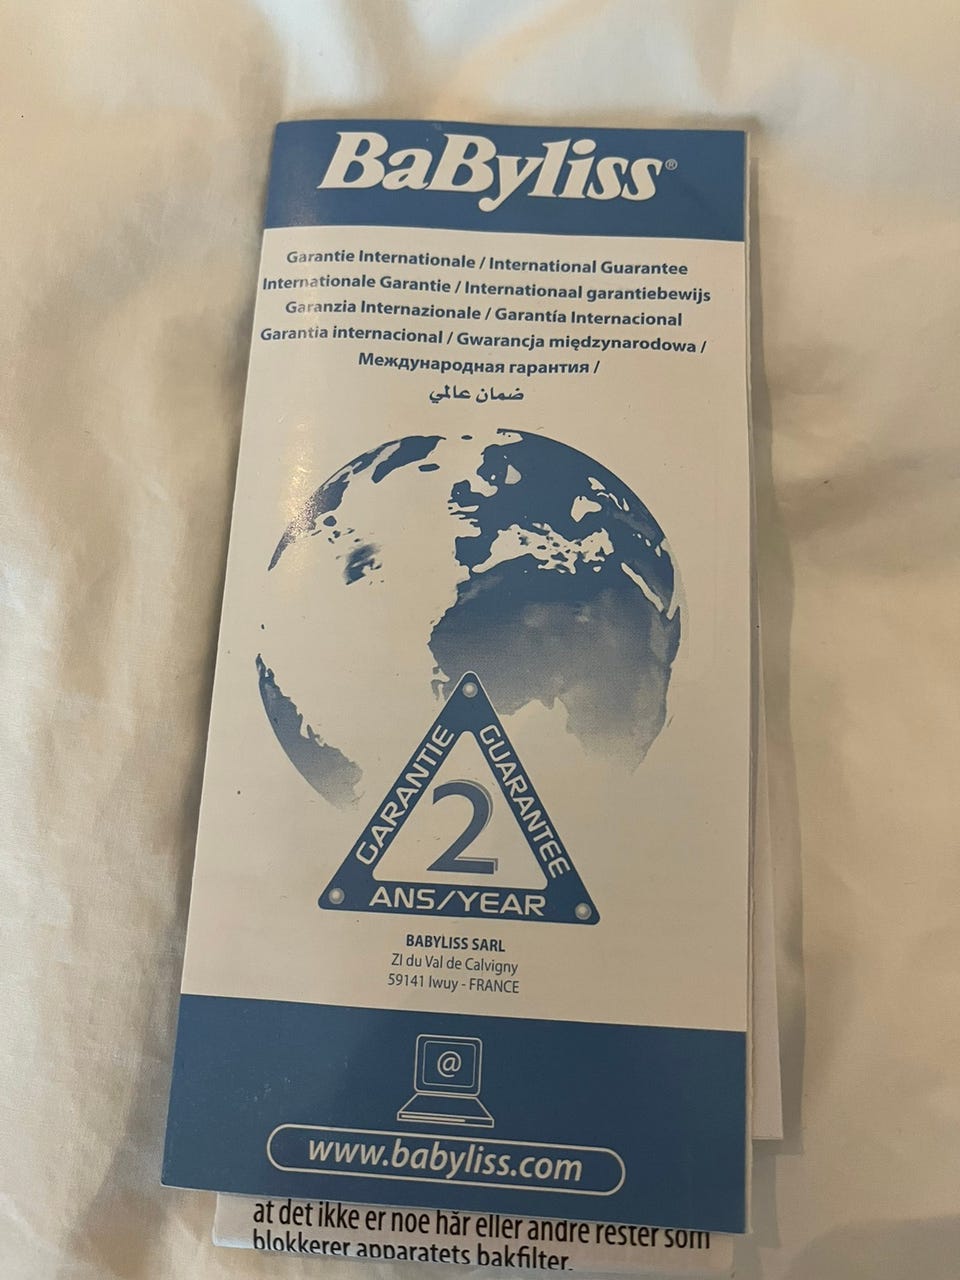 BaByliss®
Garantie Internationale / International Guarantee
Internationale Garantie / Internationaal garantiebewijs
Garanzia Internazionale / Garantía Internacional
Garantia internacional / Gwarancja międzynarodowa /
Международная гарантия /
ضمان عالمي
GARANTIE
GUARANTEE
2
ANS/YEAR
BABYLISS SARL
ZI du Val de Calvigny
59141 Iwuy - FRANCE
@
www.babyliss.com
at det ikke er noe hår eller andre rester som
blokkerer apparatets bakfilter.